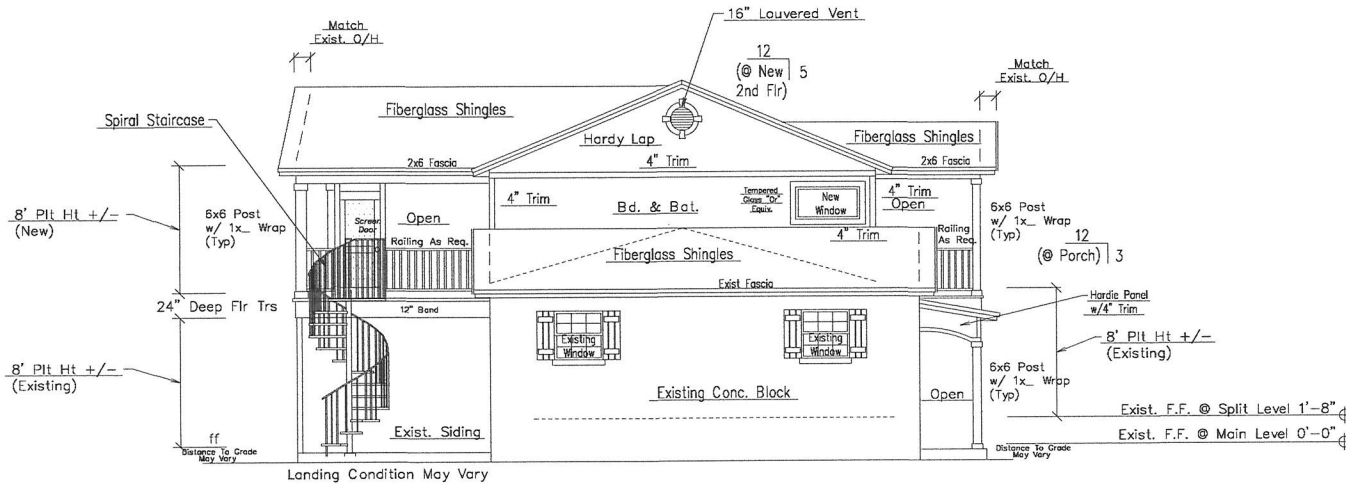 16" Louvered Vent
Match
Exist. O/H
12
(@ New 5
2nd Flr)
Match
Exist. O/H
Fiberglass Shingles
Spiral Staircase
Hardy Lap
Fiberglass Shingles
2x6 Fascia
4" Trim
2x6 Fascia
8' Plt Ht +/-
(New)
6x6 Post
w/ 1x_ Wrap
(Typ)
Screen
Door
Open
Railing As Req.
4" Trim
Bd. & Bat.
Tempered
Glass "Or"
Equiv.
New
Window
4" Trim
Open
4" Trim
Railing
As Req.
6x6 Post
w/ 1x_ Wrap
(Typ)
12
(@ Porch) 3
Fiberglass Shingles
Exist Fascia
24" Deep Flr Trs
12" Band
Hardie Panel
w/4" Trim
8' Plt Ht +/-
(Existing)
Existing
Window
Existing
Window
8' Plt Ht +/-
(Existing)
6x6 Post
w/ 1x_ Wrap
(Typ)
Existing Conc. Block
Open
Exist. F.F. @ Split Level 1'-8"
Exist. Siding
Exist. F.F. @ Main Level 0'-0"
ff
Distance To Grade
May Vary
Distance To Grade
May Vary
Landing Condition May Vary